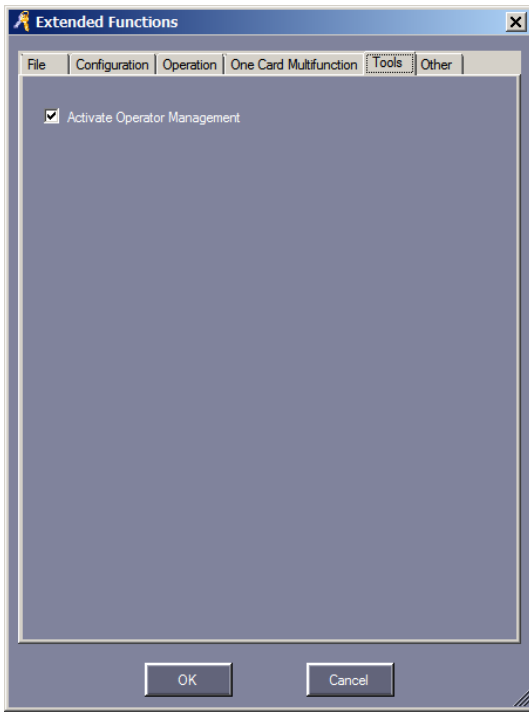 Extended Functions
File Configuration Operation One Card Multifunction Tools Other
Activate Operator Management
OK Cancel